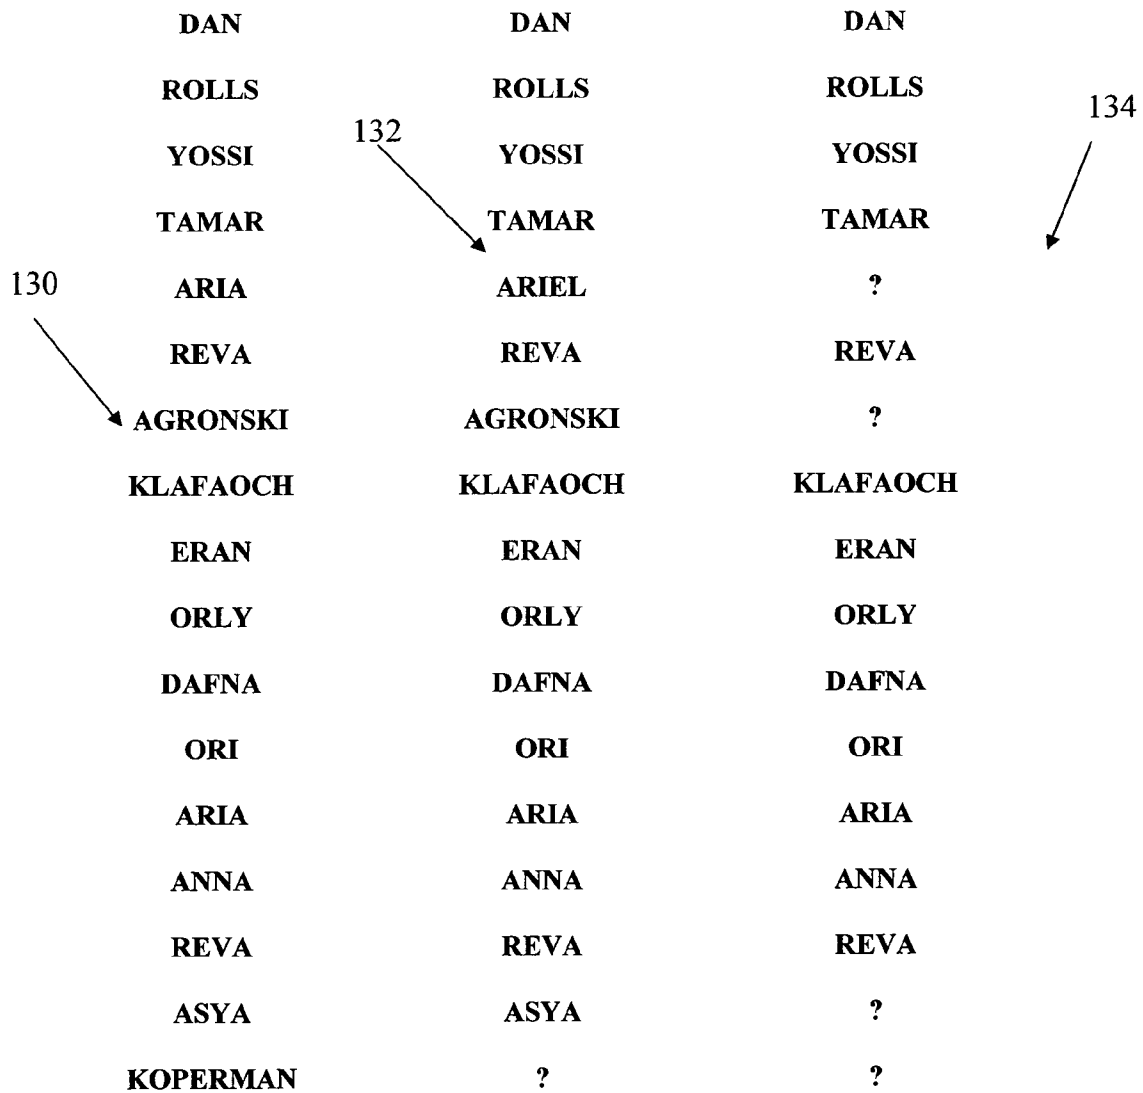 DAN DAN DAN
ROLLS ROLLS ROLLS
134
132
YOSSI YOSSI YOSSI
TAMAR TAMAR TAMAR
130
ARIA ARIEL ?
REVA REVA REVA
AGRONSKI AGRONSKI ?
KLAFAOCH KLAFAOCH KLAFAOCH
ERAN ERAN ERAN
ORLY ORLY ORLY
DAFNA DAFNA DAFNA
ORI ORI ORI
ARIA ARIA ARIA
ANNA ANNA ANNA
REVA REVA REVA
ASYA ASYA ?
KOPERMAN ? ?